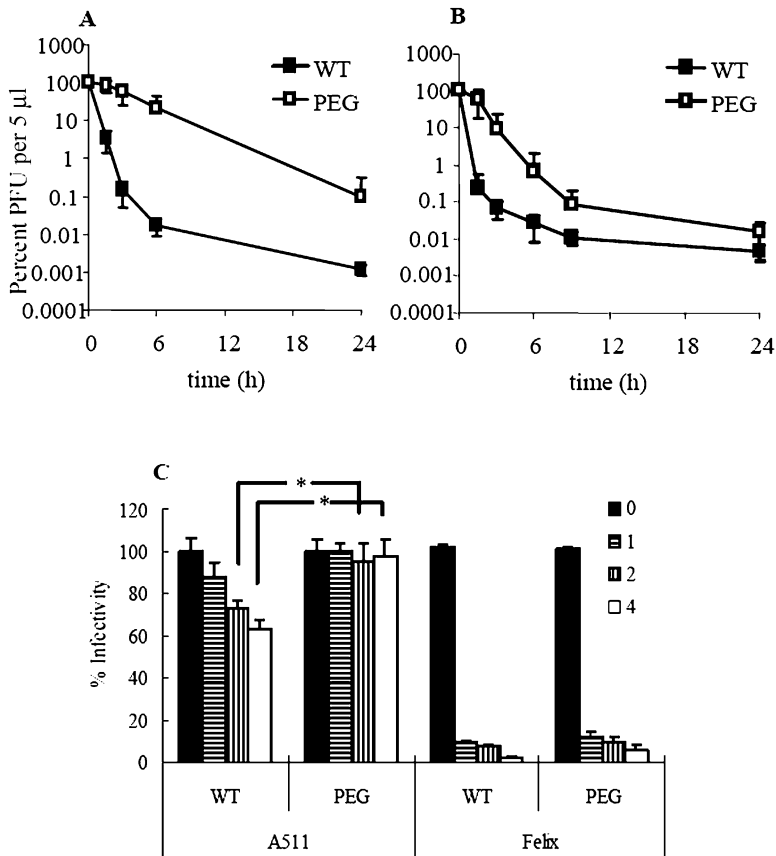 A
Percent PFU per 5 µl
1000
100
10
1
0.1
0.01
0.001
0.0001
WT
PEG
0
6
12
18
24
time (h)
B
1000
100
10
1
0.1
0.01
0.001
0.0001
WT
PEG
0
6
12
18
24
time (h)
C
% Infectivity
120
100
80
60
40
20
0
*
*
0
1
2
4
WT
PEG
WT
PEG
A511
Felix